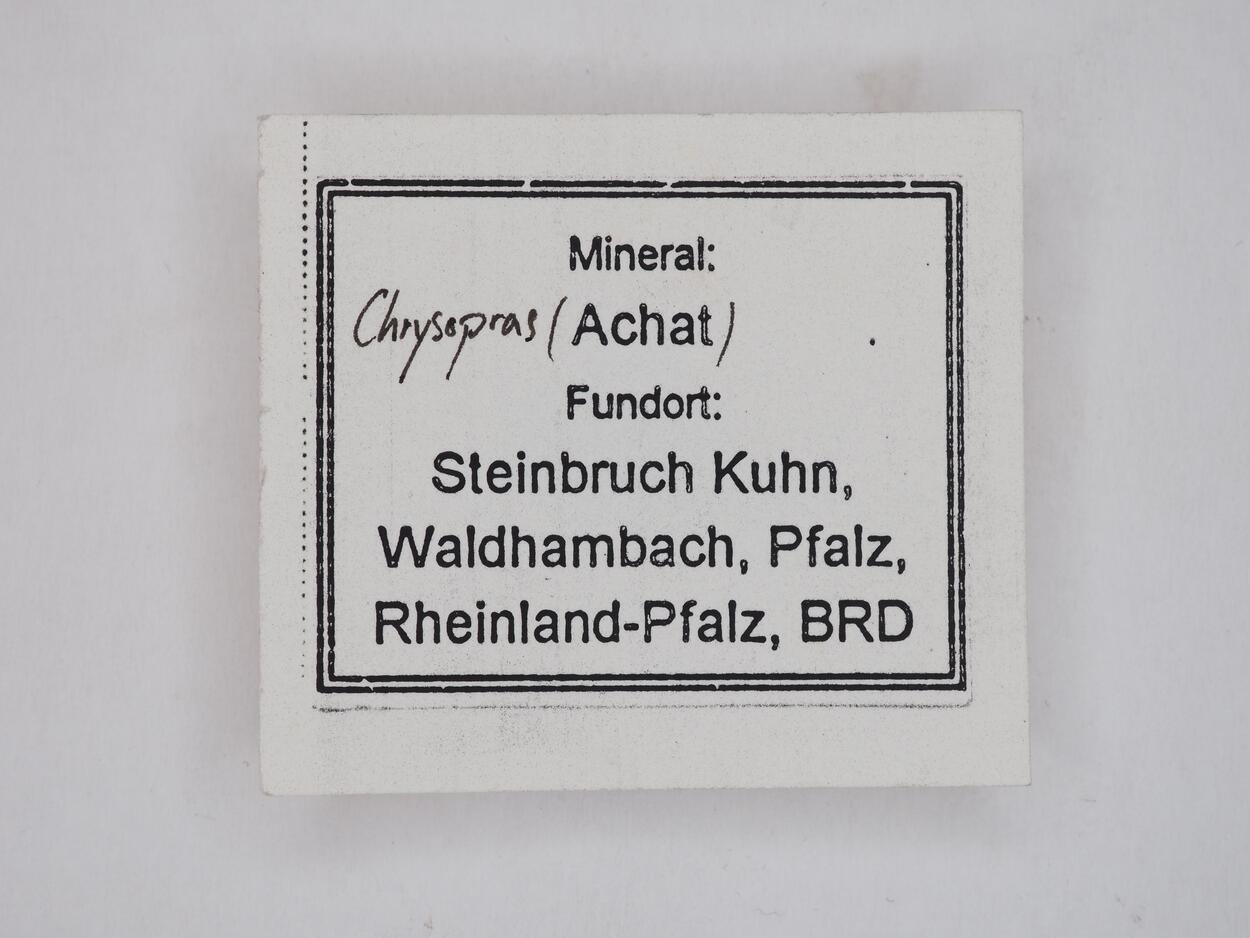 Mineral:
Chrysopras (Achat)
Fundort:
Steinbruch Kuhn,
Waldhambach, Pfalz,
Rheinland-Pfalz, BRD